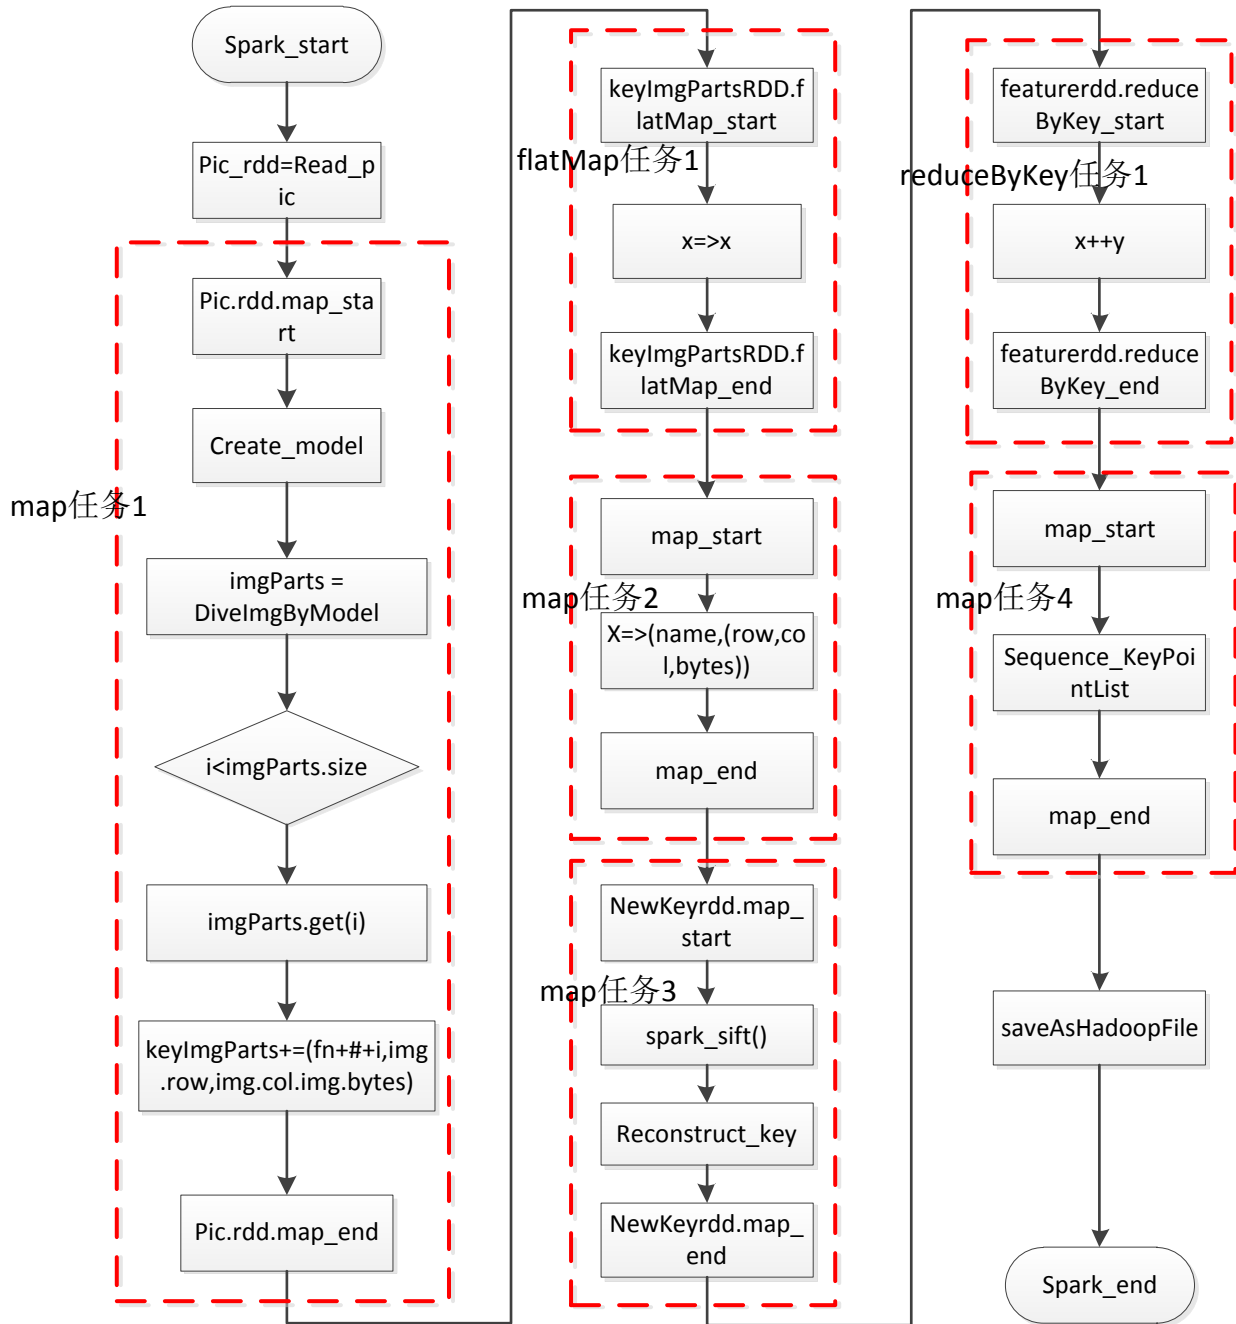 Spark_start
Pic_rdd=Read_p
ic
Pic.rdd.map_sta
rt
Create_model
map任务1
imgParts =
DiveImgByModel
i<imgParts.size
imgParts.get(i)
keyImgParts+=(fn+#+i,img
.row,img.col.img.bytes)
Pic.rdd.map_end
keyImgPartsRDD.f
latMap_start
flatMap任务1
x=>x
keyImgPartsRDD.f
latMap_end
map_start
map任务2
X=>(name,(row,co
l,bytes))
map_end
NewKeyrdd.map_
start
map任务3
spark_sift()
Reconstruct_key
NewKeyrdd.map_
end
featurerdd.reduce
ByKey_start
reduceByKey任务1
x++y
featurerdd.reduce
ByKey_end
map_start
map任务4
Sequence_KeyPoi
ntList
map_end
saveAsHadoopFile
Spark_end